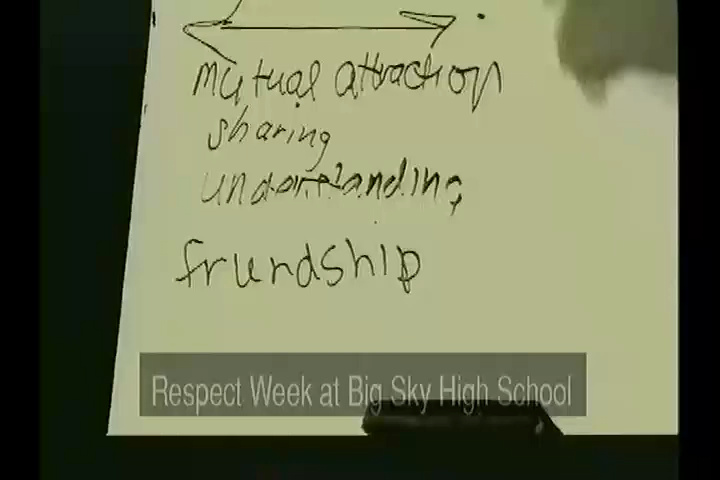 mutual attraction
sharing
understanding
friendship
Respect Week at Big Sky High School